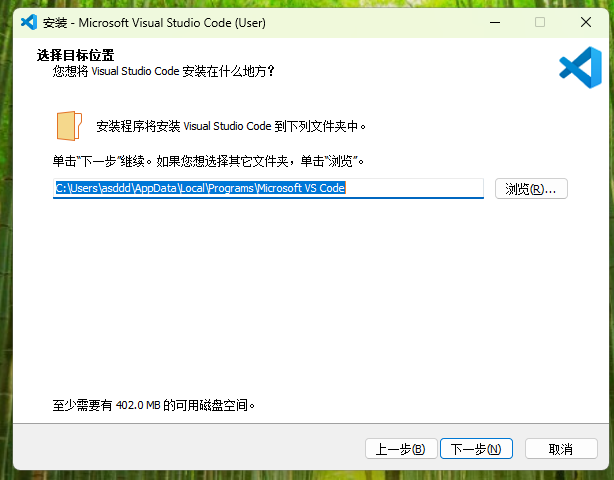 安装 - Microsoft Visual Studio Code (User)
选择目标位置
您想将 Visual Studio Code 安装在什么地方？
安装程序将安装 Visual Studio Code 到下列文件夹中。
单击“下一步”继续。如果您想选择其它文件夹，单击“浏览”。
C:\Users\asddd\AppData\Local\Programs\Microsoft VS Code
浏览(R)...
至少需要有 402.0 MB 的可用磁盘空间。
上一步(B)
下一步(N)
取消